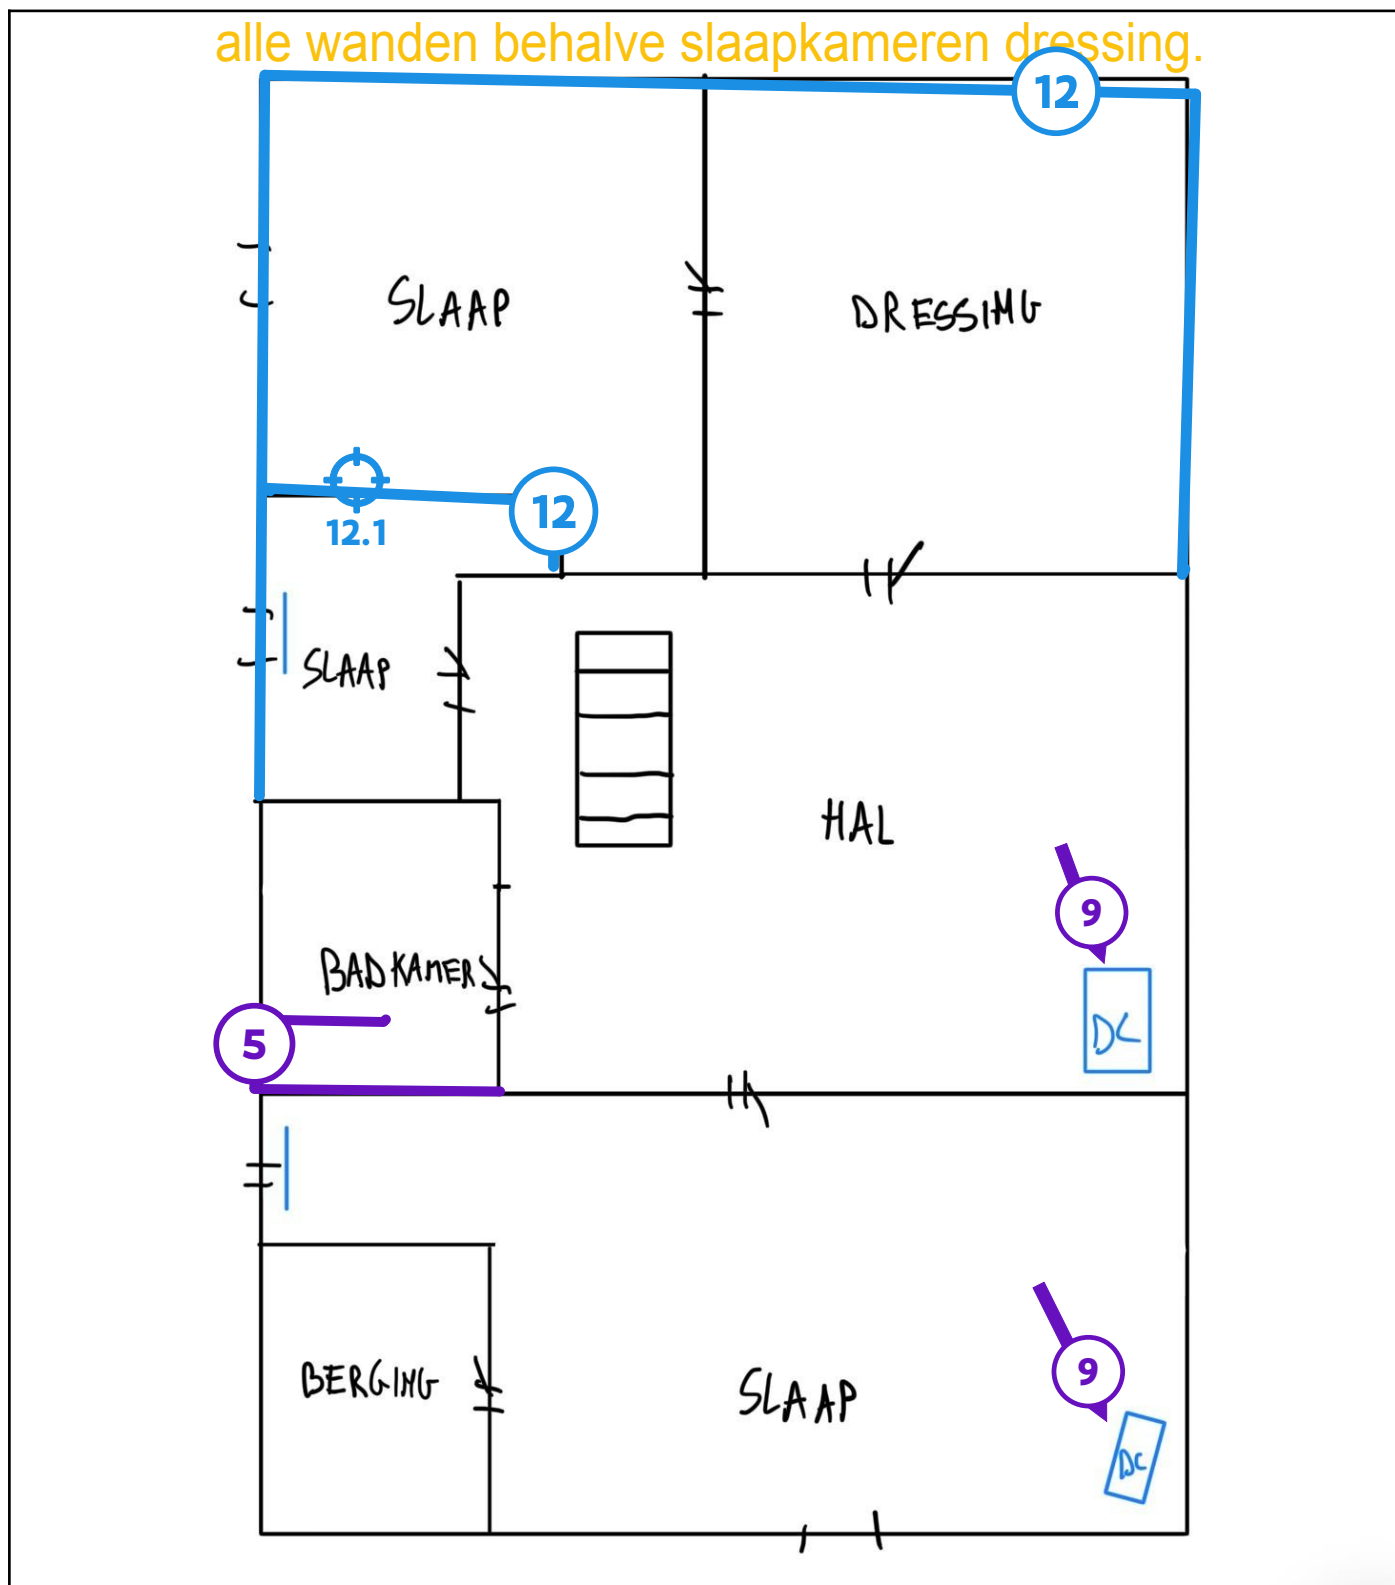 alle wanden behalve slaapkameren dressing.
12
SLAAP
DRESSING
12
12.1
SLAAP
HAL
9
BADKAMER
5
DC
BERGING
SLAAP
9
DC